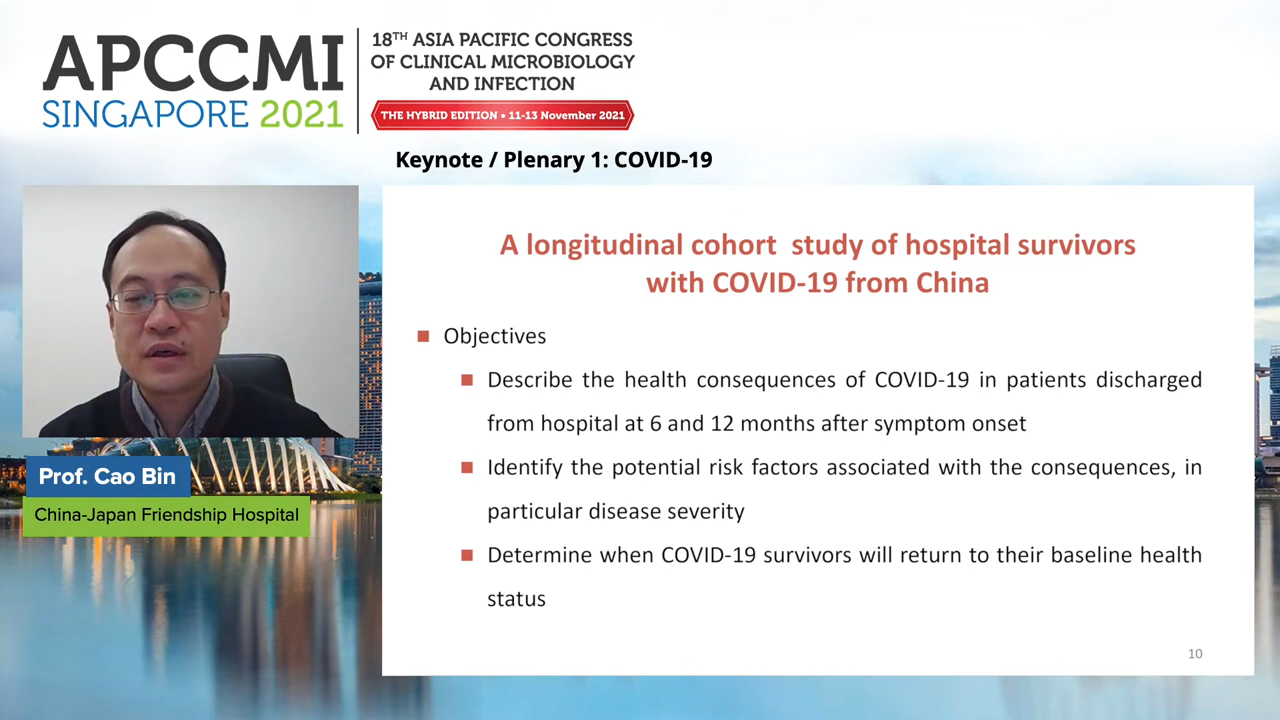 APCCMI
SINGAPORE 2021
18TH ASIA PACIFIC CONGRESS
OF CLINICAL MICROBIOLOGY
AND INFECTION
THE HYBRID EDITION • 11-13 November 2021
Keynote / Plenary 1: COVID-19
A longitudinal cohort study of hospital survivors
with COVID-19 from China
Objectives
Describe the health consequences of COVID-19 in patients discharged
from hospital at 6 and 12 months after symptom onset
Identify the potential risk factors associated with the consequences, in
particular disease severity
Determine when COVID-19 survivors will return to their baseline health
status
10
Prof. Cao Bin
China-Japan Friendship Hospital